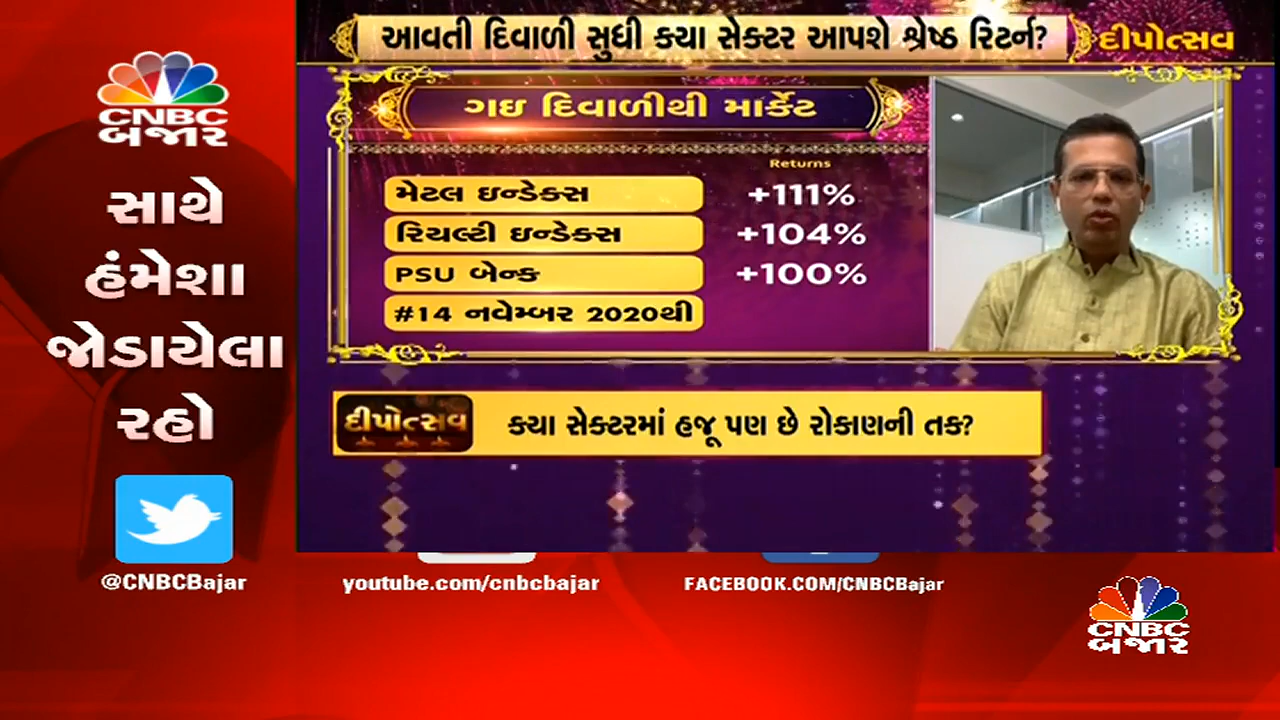 આવતી દિવાળી સુધી કયા સેક્ટર આપશે શ્રેષ્ઠ રિટર્ન?
દીપોત્સવ
CNBC
બજાર
સાથે
હંમેશા
જોડાયેલા
રહો
ગઇ દિવાળીથી માર્કેટ
Returns
મેટલ ઇન્ડેક્સ +111%
રિયલ્ટી ઇન્ડેક્સ +104%
PSU બેન્ક +100%
#14 નવેમ્બર 2020થી
દીપોત્સવ
કયા સેક્ટરમાં હજૂ પણ છે રોકાણની તક?
@CNBCBajar
youtube.com/cnbcbajar
FACEBOOK.COM/CNBCBajar
CNBC
બજાર